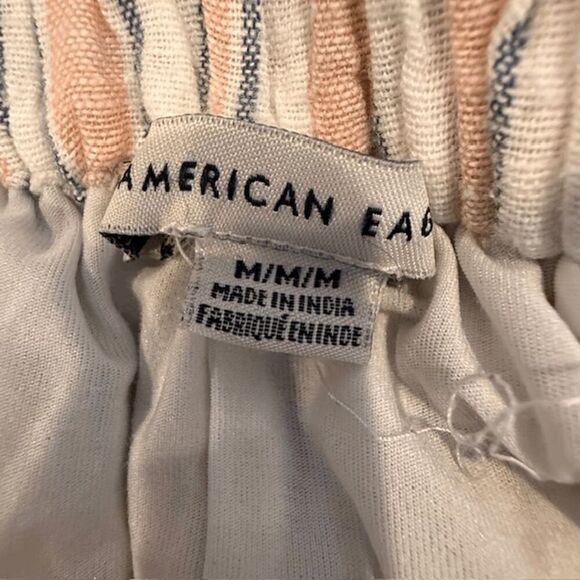 AMERICAN EAG
M/M/M
MADE IN INDIA
FABRIQUÉ EN INDE